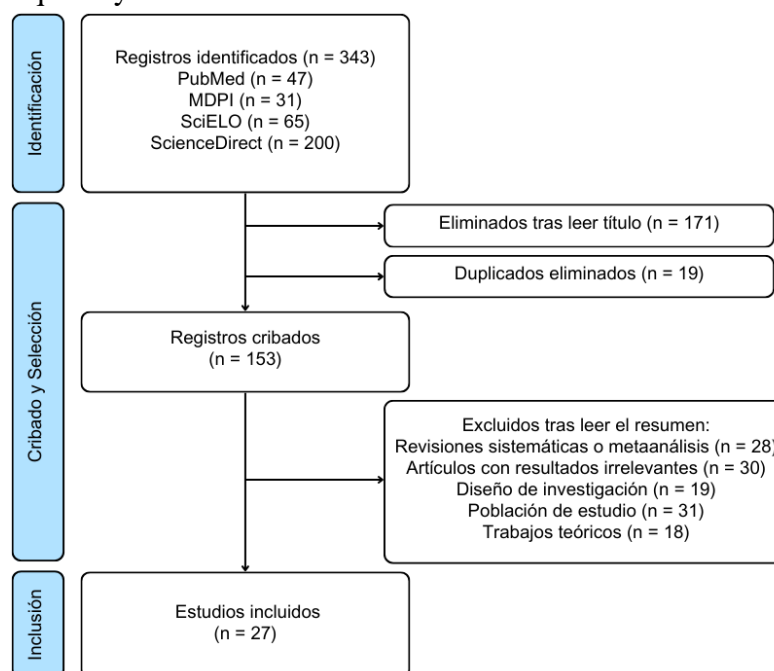 Identificación
Registros identificados (n = 343)
PubMed (n = 47)
MDPI (n = 31)
SciELO (n = 65)
ScienceDirect (n = 200)
Cribado y Selección
Eliminados tras leer título (n = 171)
Duplicados eliminados (n = 19)
Registros cribados
(n = 153)
Excluidos tras leer el resumen:
Revisiones sistemáticas o metaanálisis (n = 28)
Artículos con resultados irrelevantes (n = 30)
Diseño de investigación (n = 19)
Población de estudio (n = 31)
Trabajos teóricos (n = 18)
Inclusión
Estudios incluidos
(n = 27)